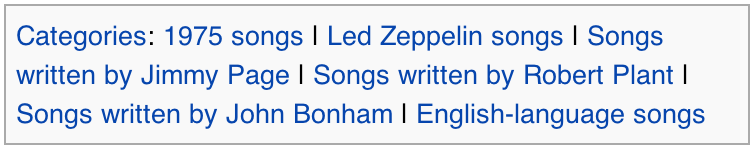 Categories: 1975 songs | Led Zeppelin songs | Songs
written by Jimmy Page | Songs written by Robert Plant |
Songs written by John Bonham | English-language songs